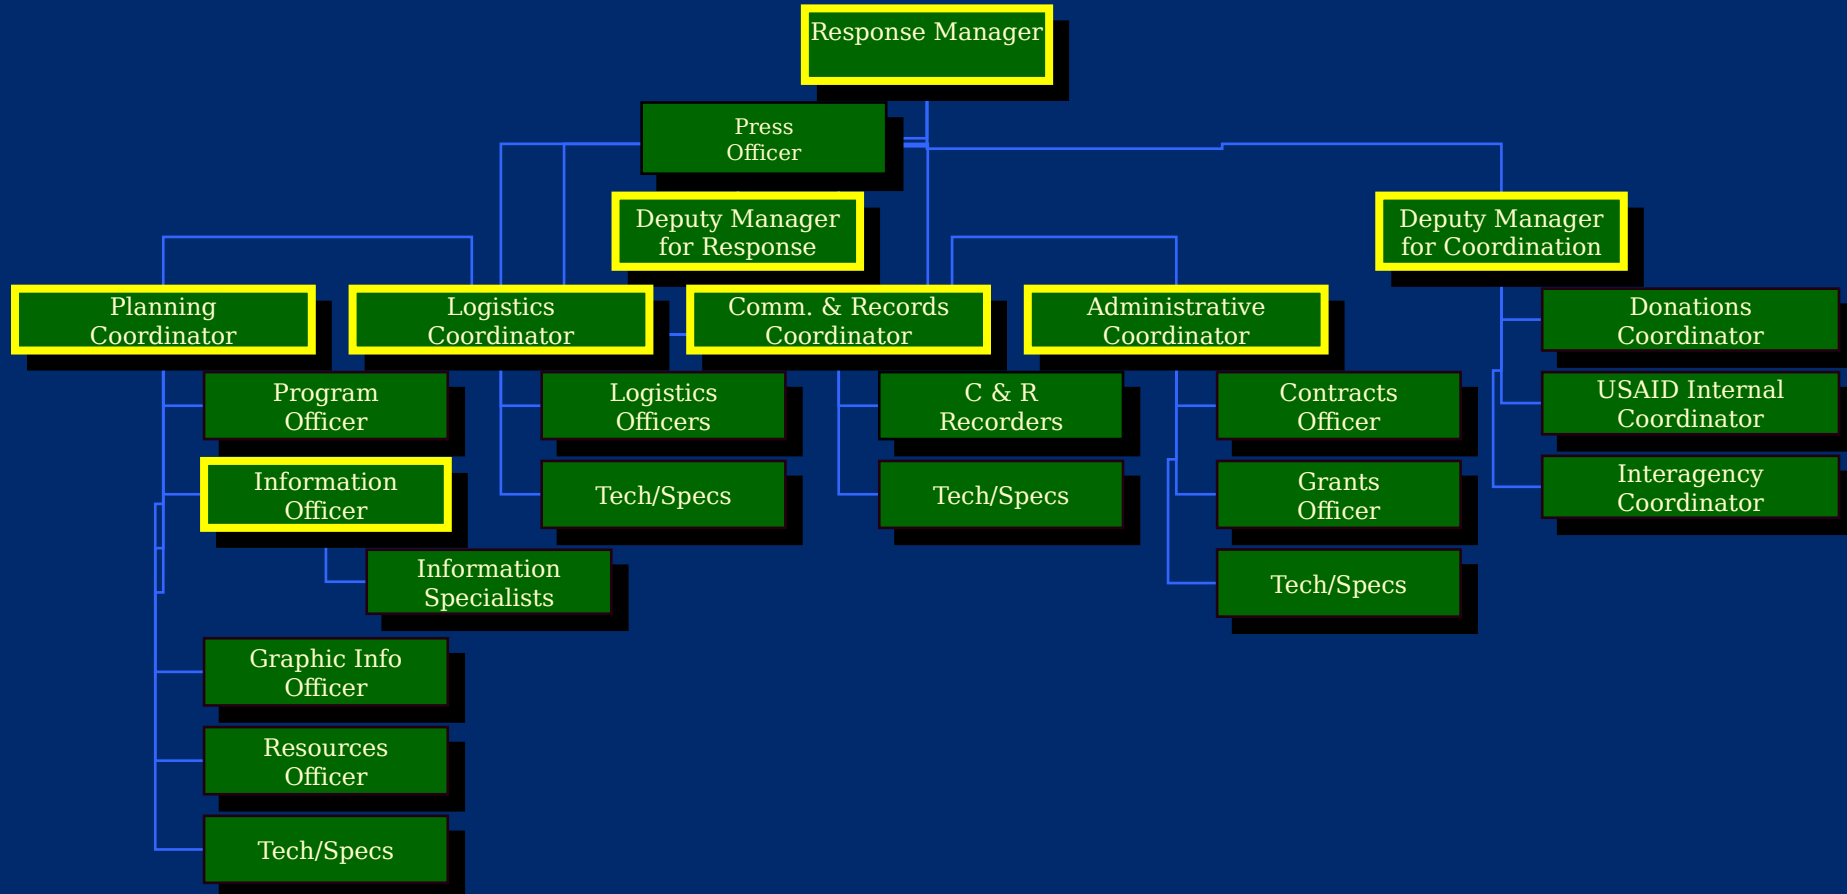 Response Manager
Press
Officer
Deputy Manager
for Response
Deputy Manager
for Coordination
Planning
Coordinator
Logistics
Coordinator
Comm. & Records
Coordinator
Administrative
Coordinator
Donations
Coordinator
Program
Officer
Logistics
Officers
C & R
Recorders
Contracts
Officer
USAID Internal
Coordinator
Information
Officer
Tech/Specs
Tech/Specs
Grants
Officer
Interagency
Coordinator
Information
Specialists
Tech/Specs
Graphic Info
Officer
Resources
Officer
Tech/Specs